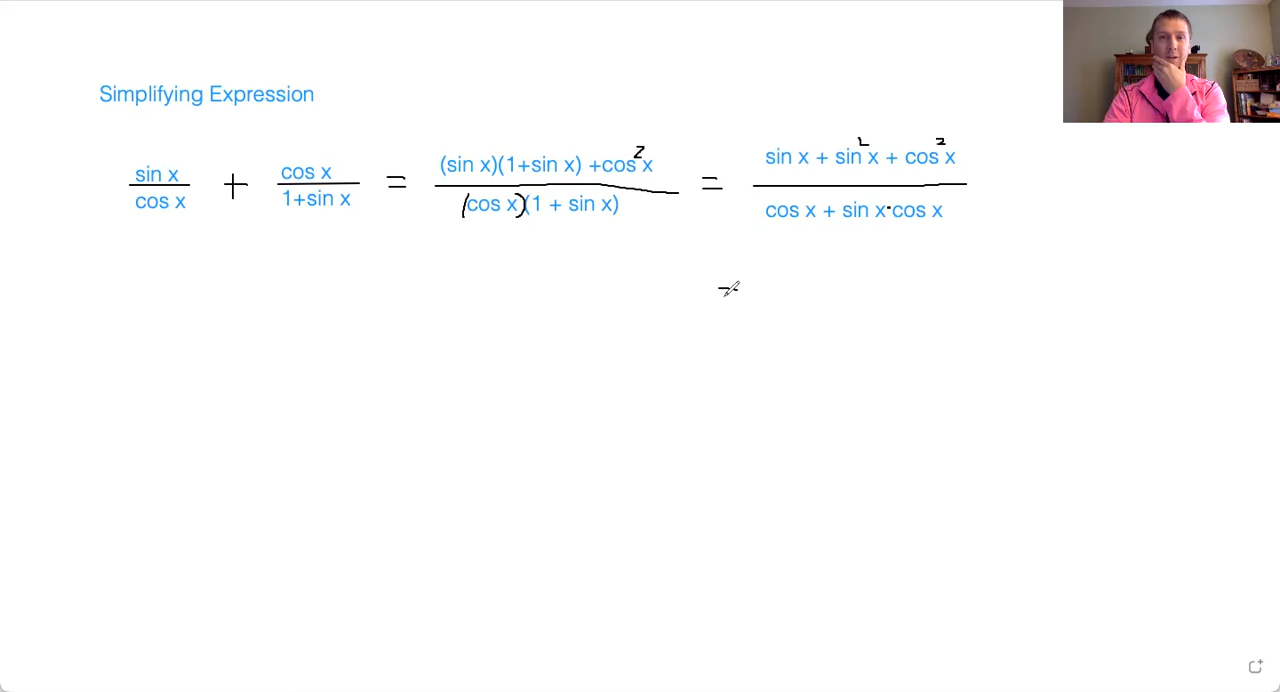 Simplifying Expression
sin x / cos x + cos x / 1+sin x = (sin x)(1+sin x) +cos²x / (cos x)(1 + sin x) = sin x + sin²x + cos²x / cos x + sin x·cos x
=